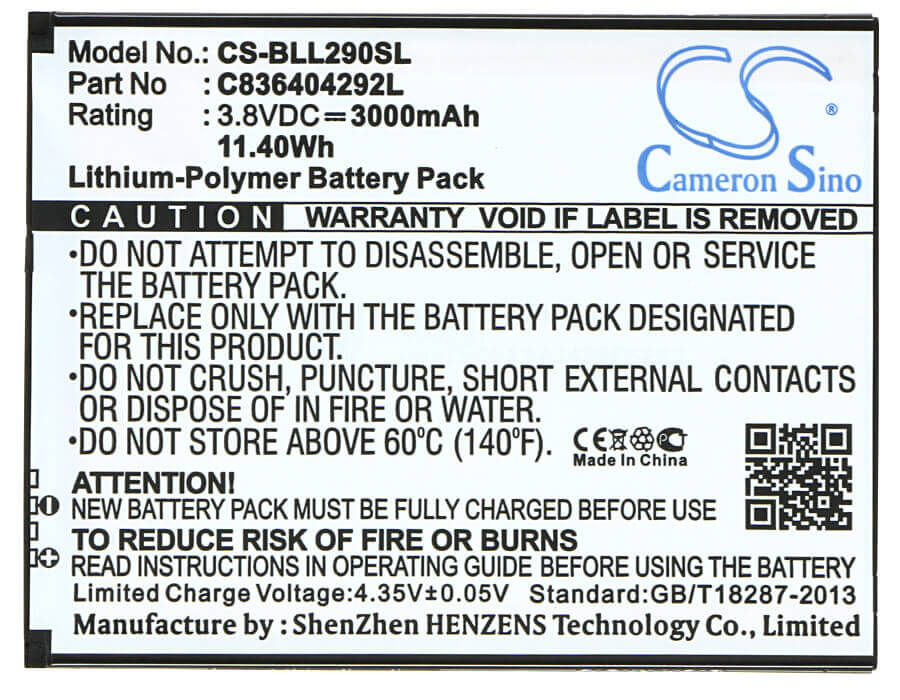 Model No.: CS-BLL290SL
Part No. : C836404292L
Rating : 3.8VDC ⎓ 3000mAh
11.40Wh
Lithium-Polymer Battery Pack
CS ®
Cameron Sino
CAUTION WARRANTY VOID IF LABEL IS REMOVED
•DO NOT ATTEMPT TO DISASSEMBLE, OPEN OR SERVICE
THE BATTERY PACK.
•REPLACE ONLY WITH THE BATTERY PACK DESIGNATED
FOR THIS PRODUCT.
•DO NOT CRUSH, PUNCTURE, SHORT EXTERNAL CONTACTS
OR DISPOSE OF IN FIRE OR WATER.
•DO NOT STORE ABOVE 60°C (140°F).
CE
Made In China
ATTENTION!
NEW BATTERY PACK MUST BE FULLY CHARGED BEFORE USE
TO REDUCE RISK OF FIRE OR BURNS
READ INSTRUCTION IN OPERATING GUIDE BEFORE USING THE BATTERY
Limited Charge Voltage:4.35V±0.05V Standard:GB/T18287-2013
Manufacture by : ShenZhen HENZENS Technology Co., Limited